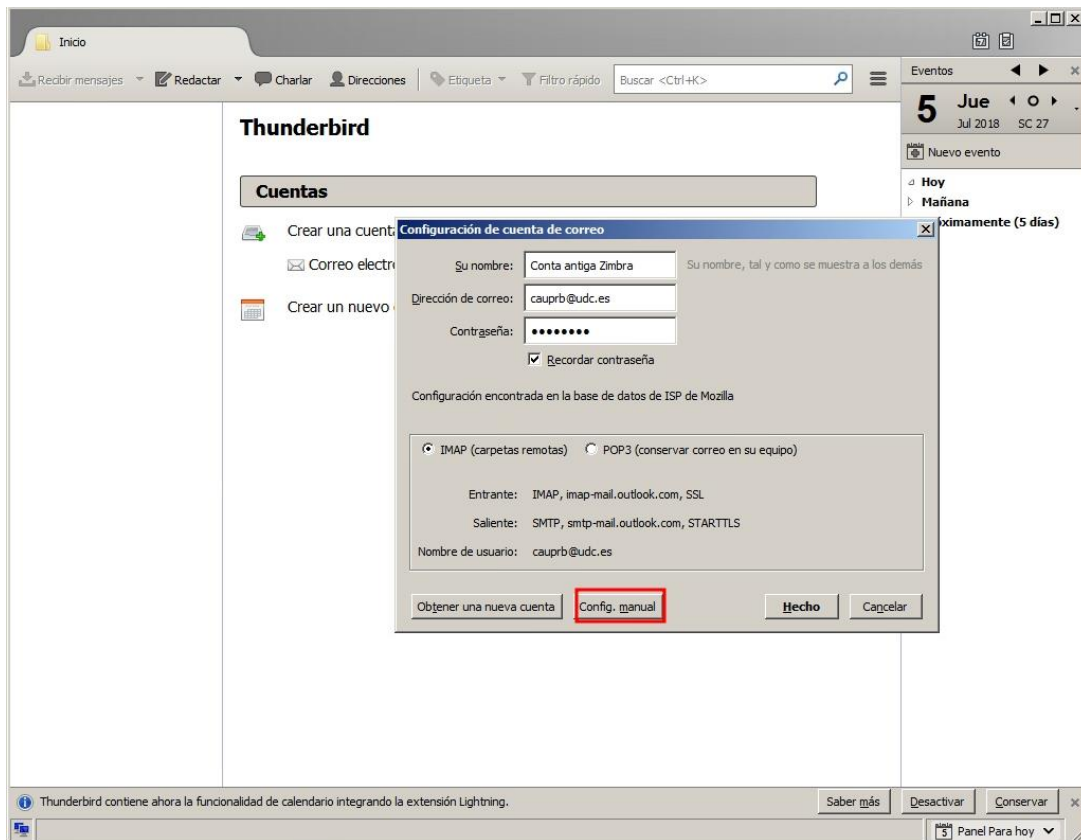 Inicio
Recibir mensajes Redactar Charlar Direcciones Etiqueta Filtro rápido Buscar <Ctrl+K>
Thunderbird
Cuentas
Crear una cuenta
Correo electr
Crear un nuevo
Configuración de cuenta de correo
Su nombre: Conta antiga Zimbra Su nombre, tal y como se muestra a los demás
Dirección de correo: cauprb@udc.es
Contraseña: ••••••••
Recordar contraseña
Configuración encontrada en la base de datos de ISP de Mozilla
IMAP (carpetas remotas) POP3 (conservar correo en su equipo)
Entrante: IMAP, imap-mail.outlook.com, SSL
Saliente: SMTP, smtp-mail.outlook.com, STARTTLS
Nombre de usuario: cauprb@udc.es
Obtener una nueva cuenta Config. manual Hecho Cancelar
Eventos
5 Jue
Jul 2018 SC 27
Nuevo evento
Hoy
Mañana
óximamente (5 días)
Thunderbird contiene ahora la funcionalidad de calendario integrando la extensión Lightning. Saber más Desactivar Conservar
5 Panel Para hoy